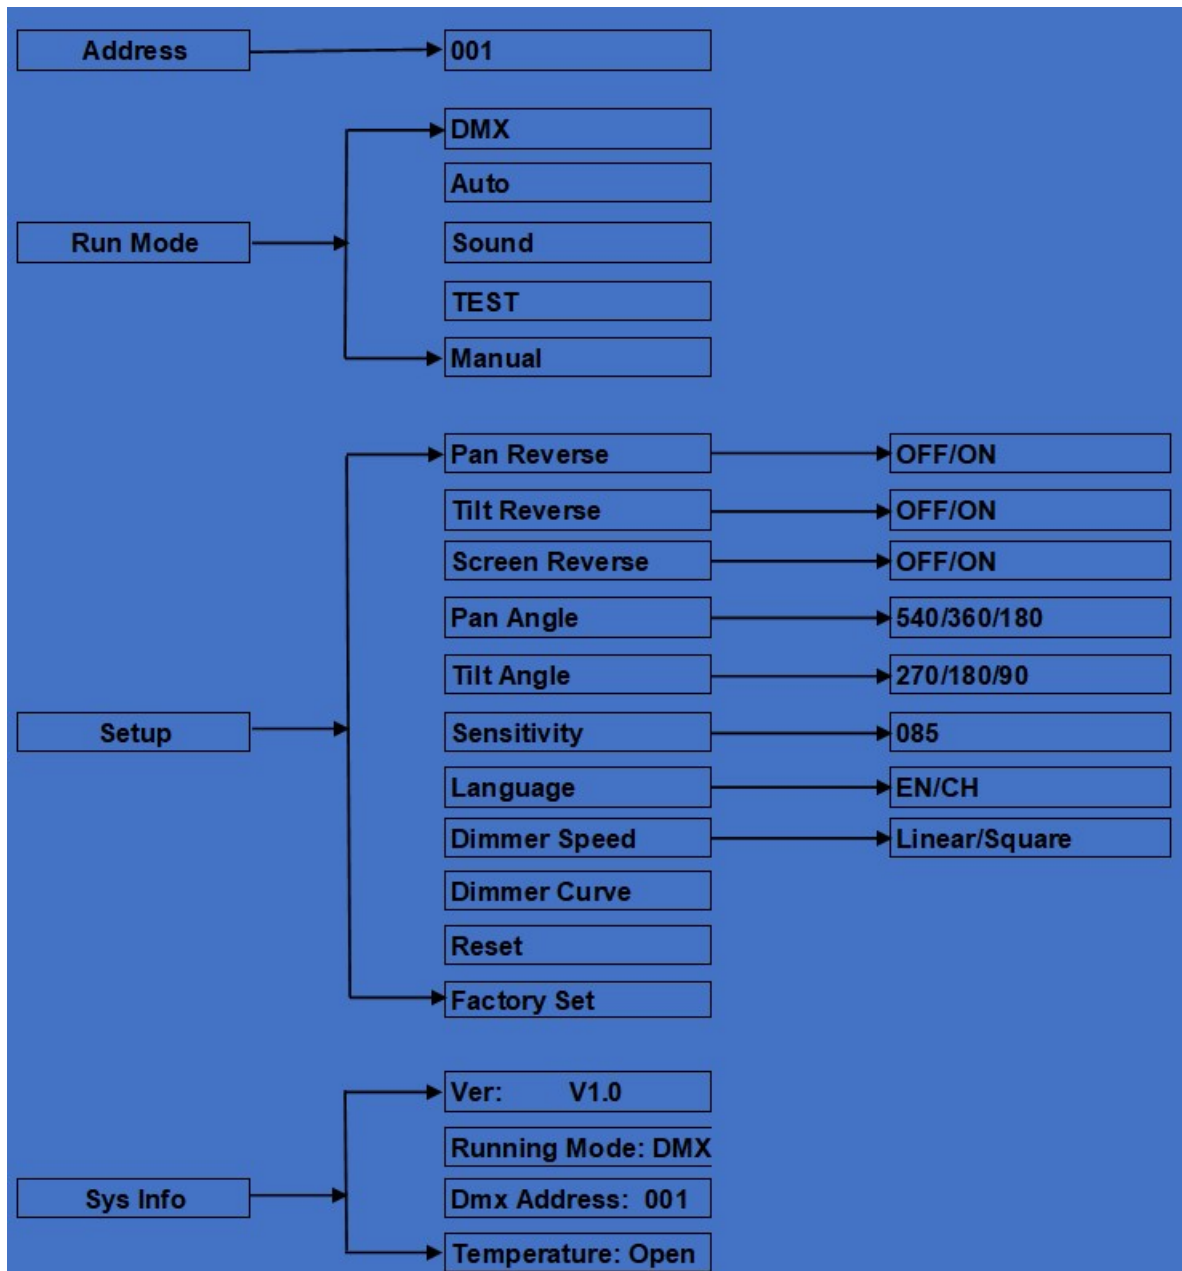 Address 001
DMX
Auto
Run Mode Sound
TEST
Manual
Pan Reverse OFF/ON
Tilt Reverse OFF/ON
Screen Reverse OFF/ON
Pan Angle 540/360/180
Tilt Angle 270/180/90
Setup Sensitivity 085
Language EN/CH
Dimmer Speed Linear/Square
Dimmer Curve
Reset
Factory Set
Ver: V1.0
Running Mode: DMX
Sys Info Dmx Address: 001
Temperature: Open